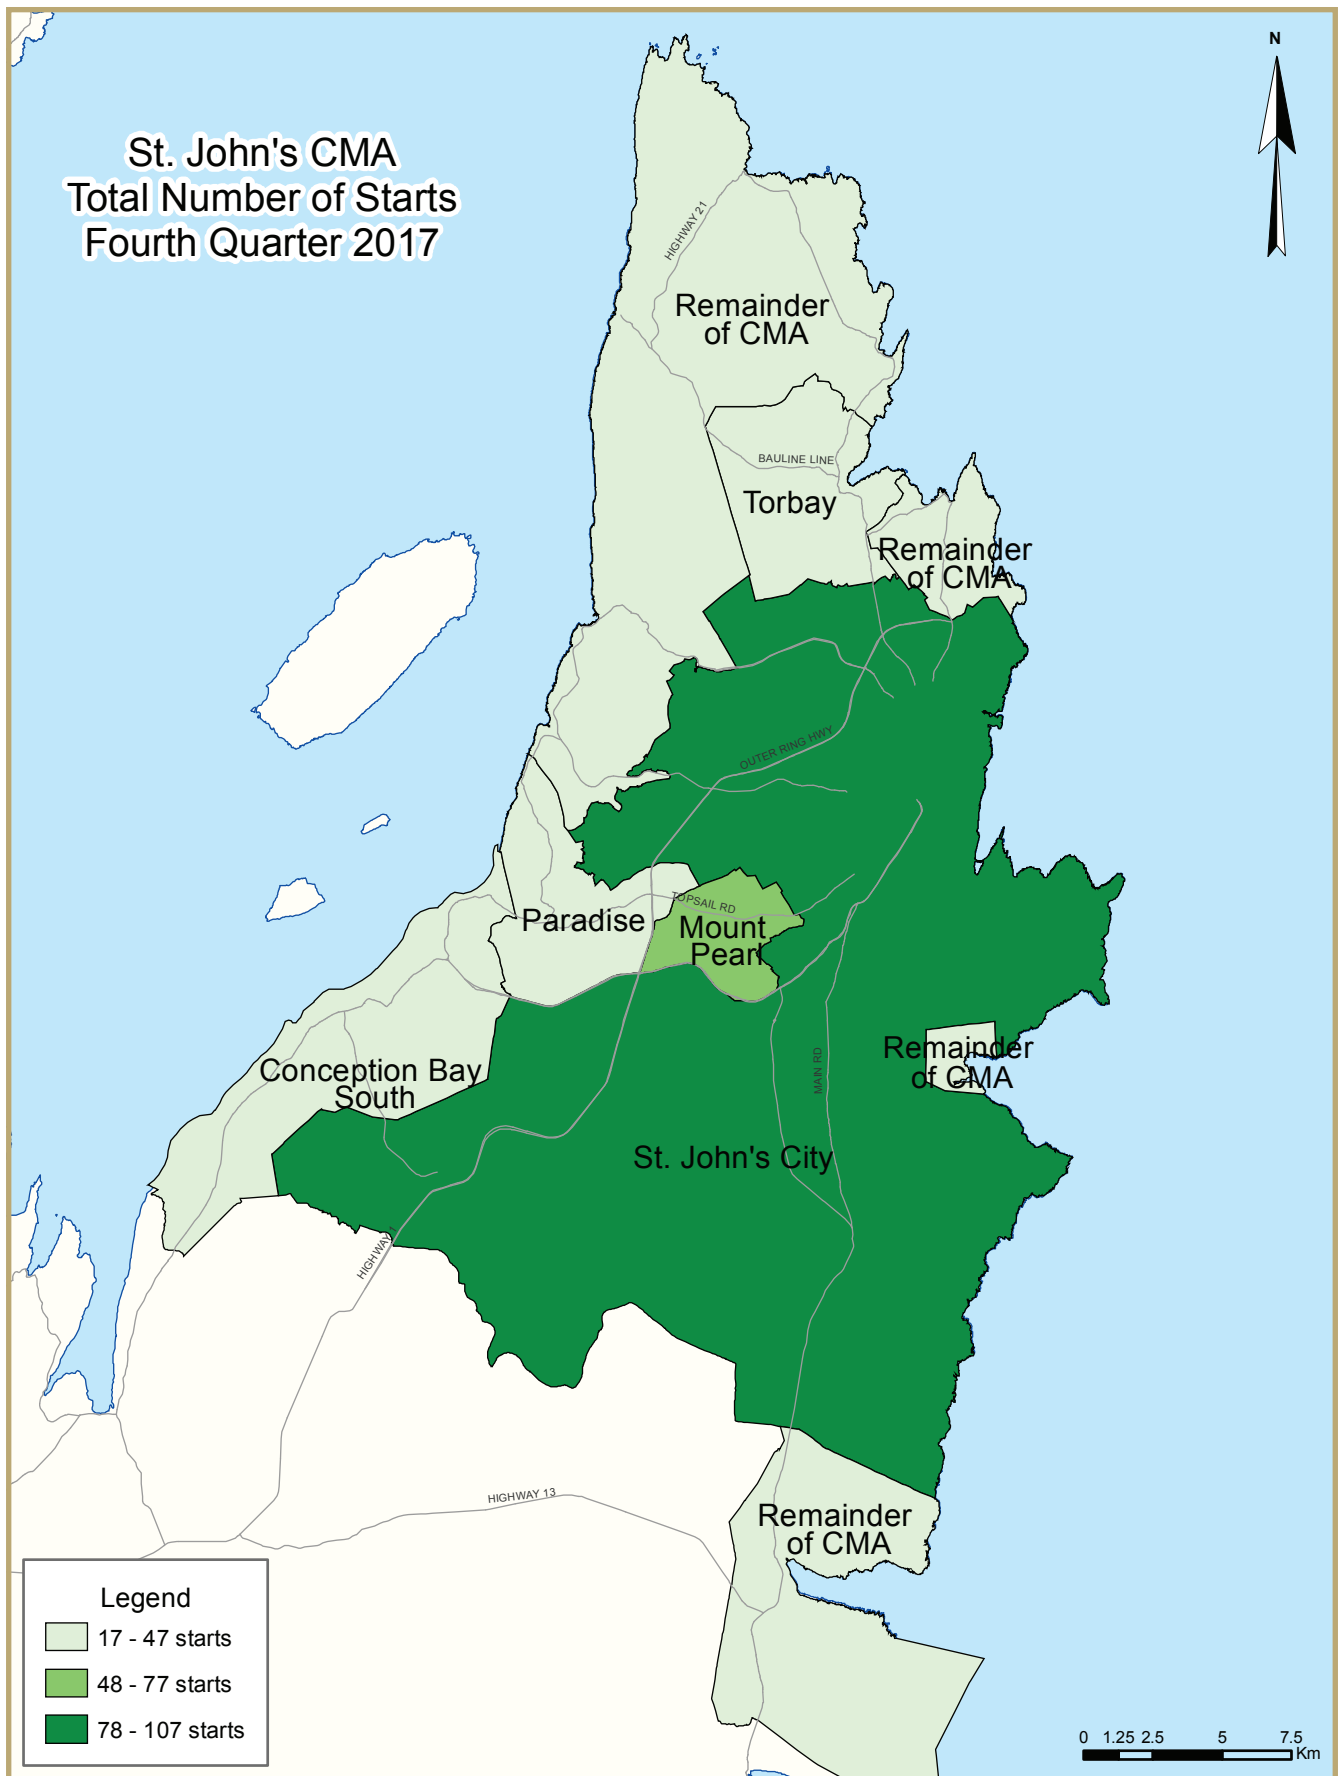 N
St. John's CMA
Total Number of Starts
Fourth Quarter 2017
HIGHWAY 21
Remainder
of CMA
BAULINE LINE
Torbay
Remainder
of CMA
OUTER RING HWY
TOPSAIL RD
Paradise
Mount
Pearl
Remainder
of CMA
MAIN RD
Conception Bay
South
St. John's City
HIGHWAY 1
HIGHWAY 13
Remainder
of CMA
Legend
17 - 47 starts
48 - 77 starts
78 - 107 starts
0 1.25 2.5 5 7.5
Km